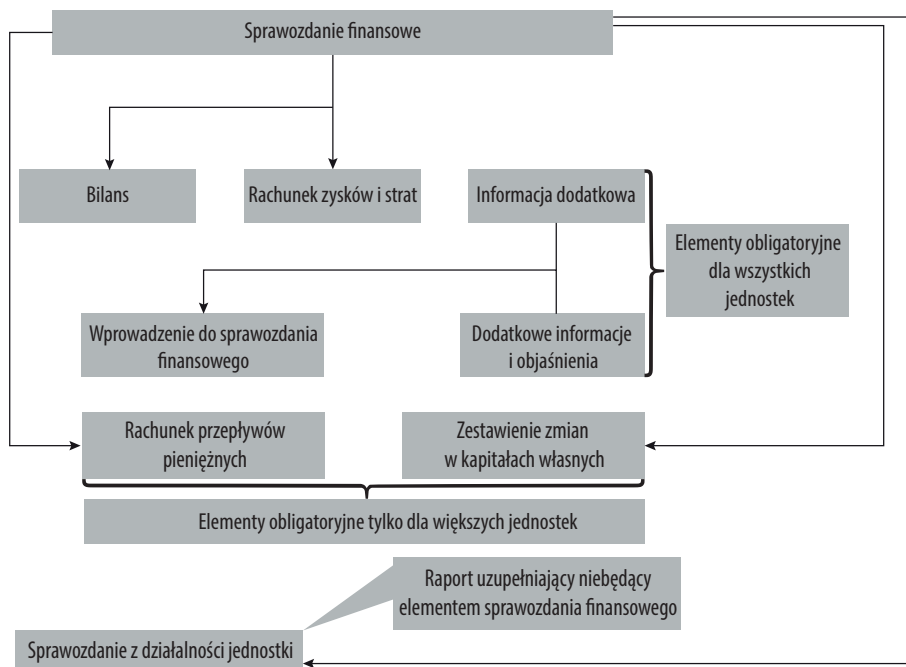 Sprawozdanie finansowe
Bilans
Rachunek zysków i strat
Informacja dodatkowa
Elementy obligatoryjne
dla wszystkich
jednostek
Wprowadzenie do sprawozdania
finansowego
Dodatkowe informacje
i objaśnienia
Rachunek przepływów
pieniężnych
Zestawienie zmian
w kapitałach własnych
Elementy obligatoryjne tylko dla większych jednostek
Raport uzupełniający niebędący
elementem sprawozdania finansowego
Sprawozdanie z działalności jednostki